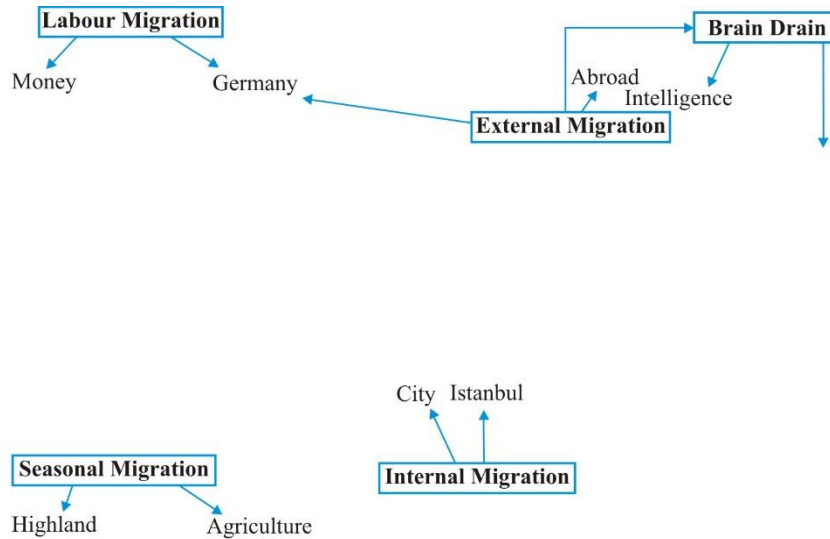 Labour Migration
Brain Drain
Money
Germany
Abroad
Intelligence
External Migration
City
Istanbul
Seasonal Migration
Internal Migration
Highland
Agriculture